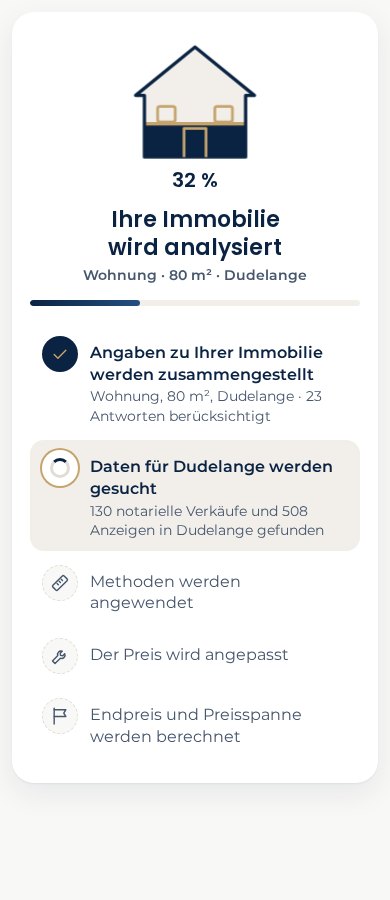 32 %
Ihre Immobilie
wird analysiert
Wohnung · 80 m² · Dudelange
Angaben zu Ihrer Immobilie
werden zusammengestellt
Wohnung, 80 m², Dudelange · 23
Antworten berücksichtigt
Daten für Dudelange werden
gesucht
130 notarielle Verkäufe und 508
Anzeigen in Dudelange gefunden
Methoden werden
angewendet
Der Preis wird angepasst
Endpreis und Preisspanne
werden berechnet